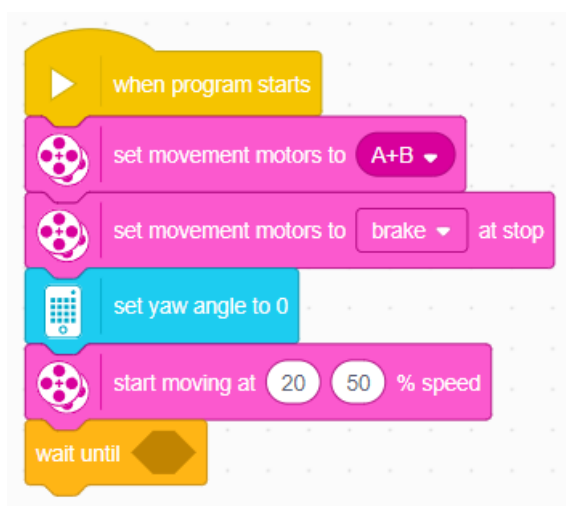 when program starts
set movement motors to A+B
set movement motors to brake at stop
set yaw angle to 0
start moving at 20 50 % speed
wait until